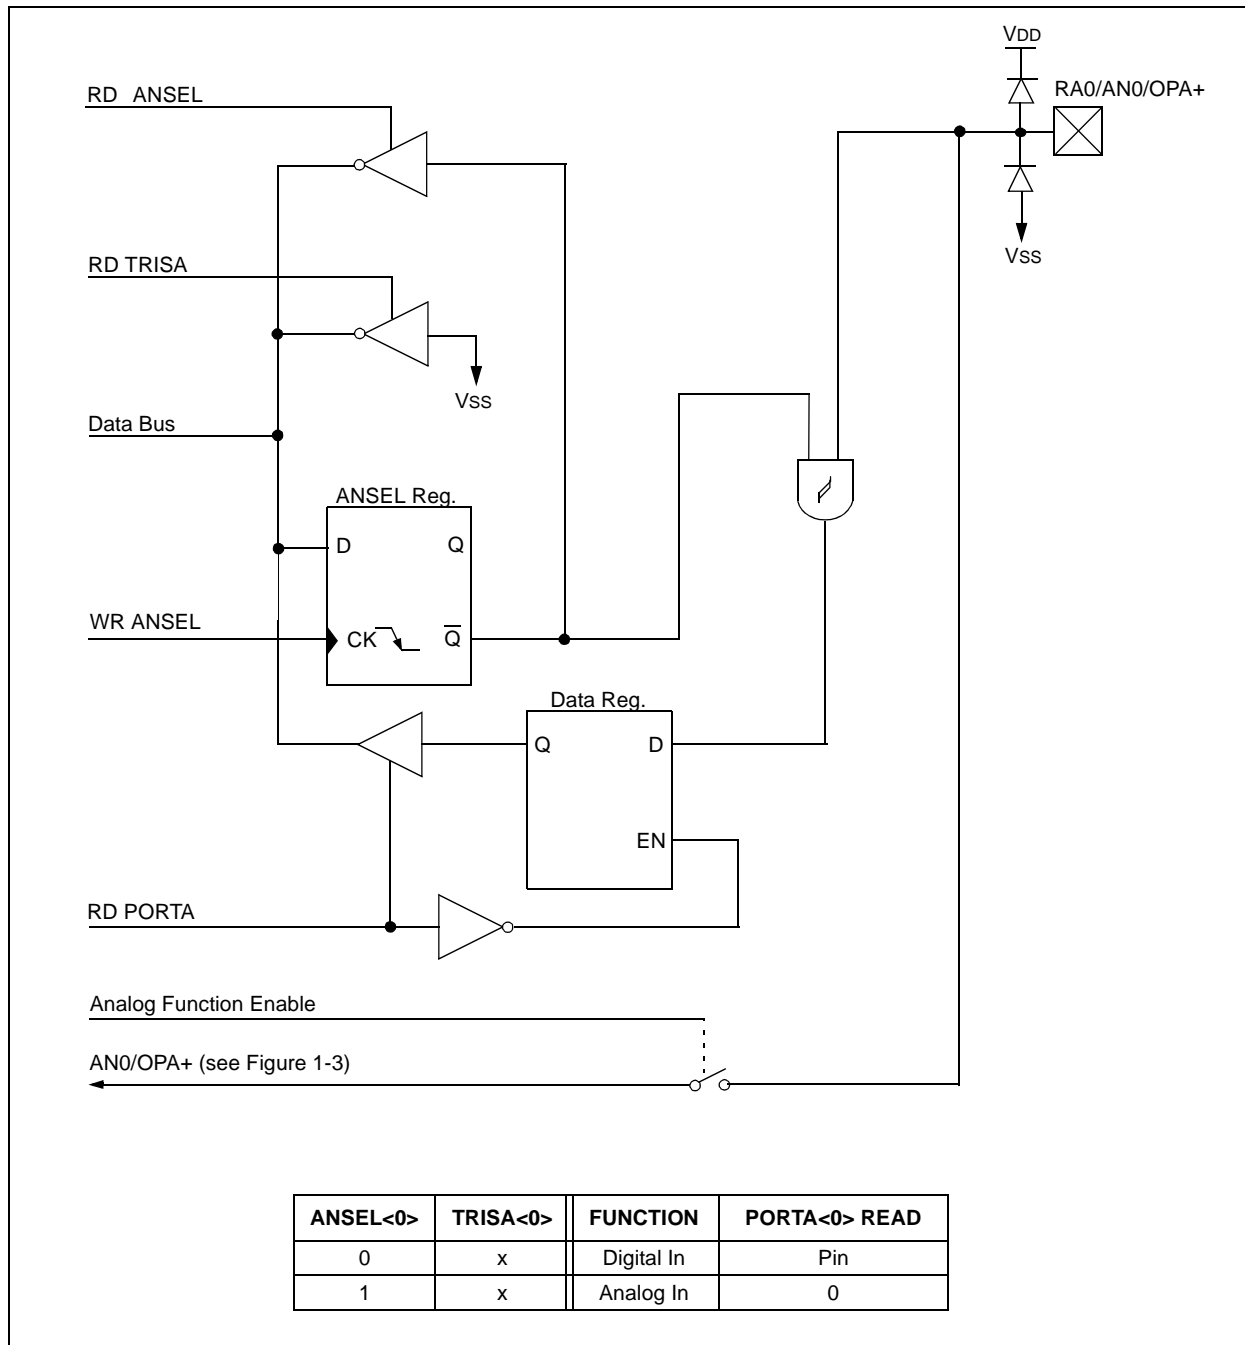 VDD
RD ANSEL
RA0/AN0/OPA+
RD TRISA
VSS
VSS
Data Bus
ANSEL Reg.
D Q
WR ANSEL
CK Q̅
Data Reg.
Q D
EN
RD PORTA
Analog Function Enable
AN0/OPA+ (see Figure 1-3)
ANSEL<0> TRISA<0> FUNCTION PORTA<0> READ
0 x Digital In Pin
1 x Analog In 0